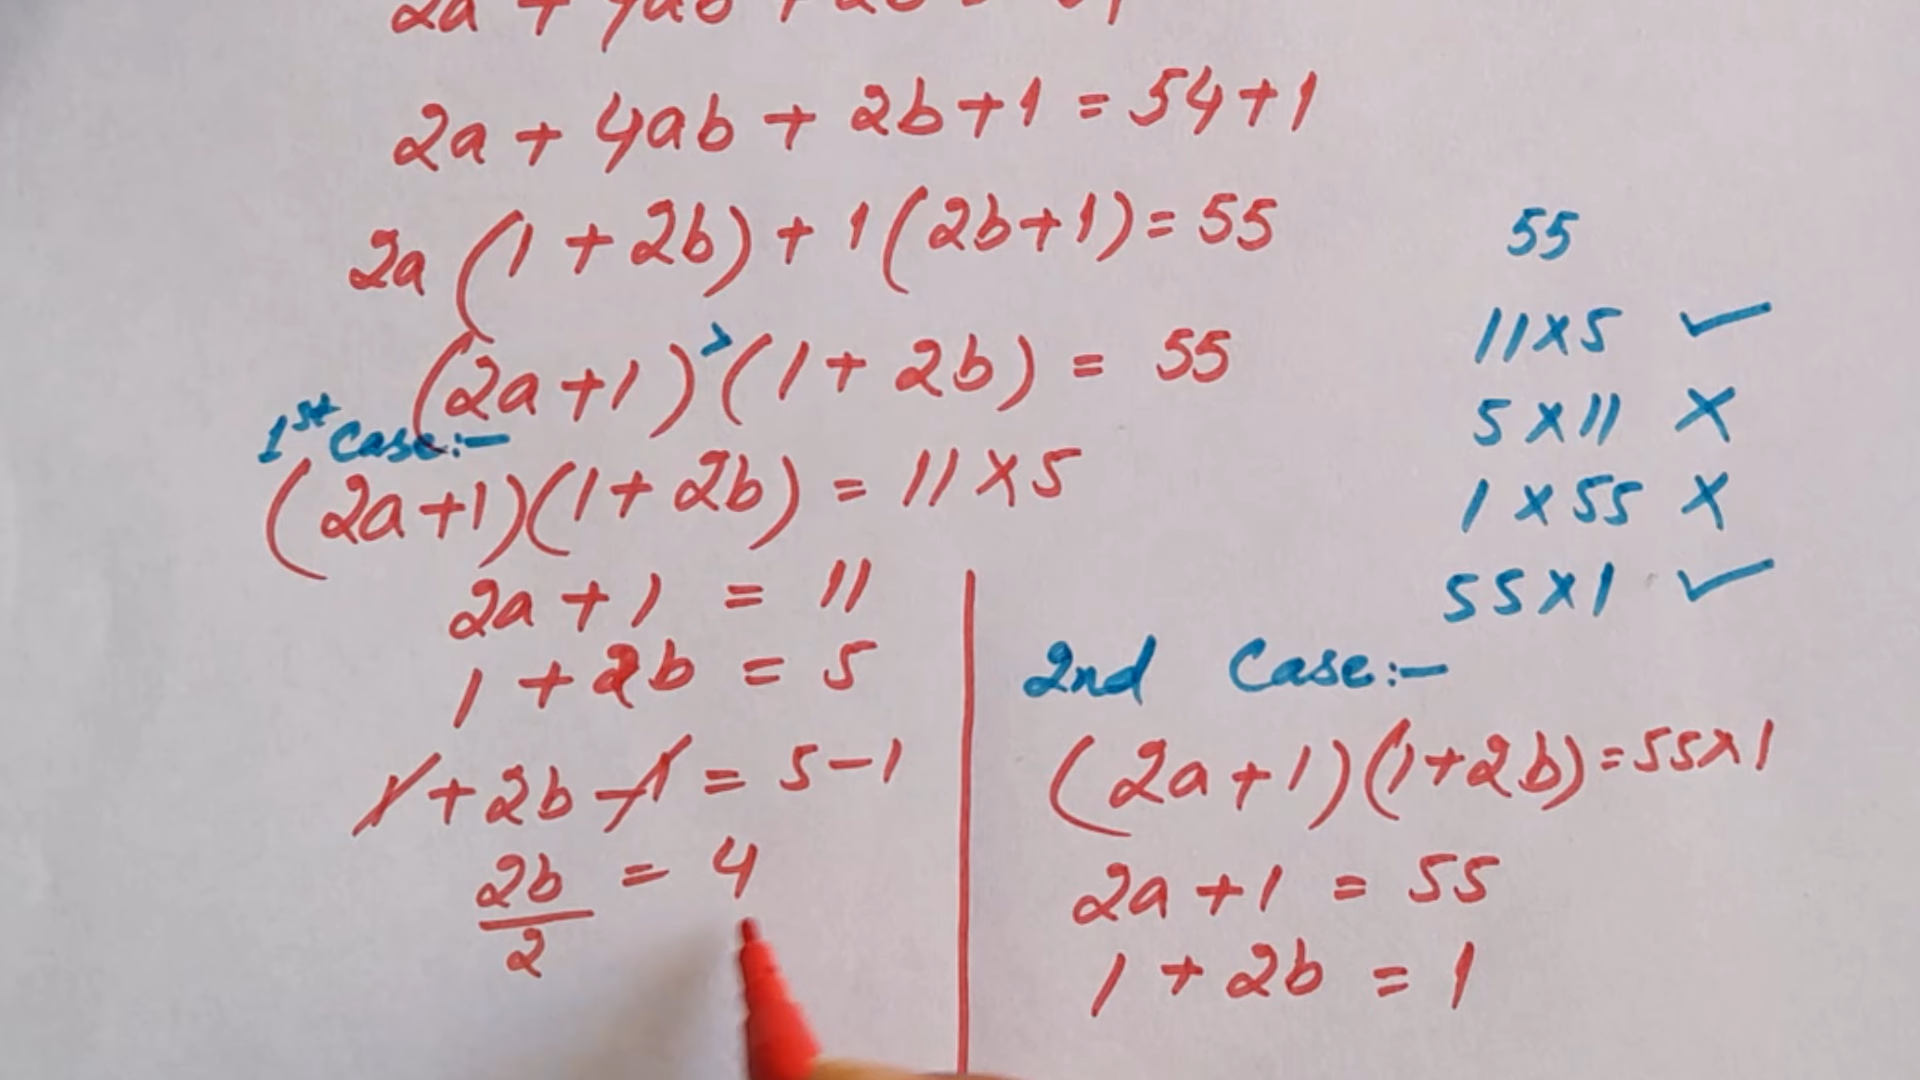 2a + 4ab + 2b + 1 = 54 + 1
2a (1 + 2b) + 1 (2b + 1) = 55
(2a + 1) > (1 + 2b) = 55
1st Case:-
(2a + 1)(1 + 2b) = 11 × 5
2a + 1 = 11
1 + 2b = 5
1 + 2b - 1 = 5 - 1
2b/2 = 4
55
11 × 5 ✓
5 × 11 ×
1 × 55 ×
55 × 1 ✓
2nd Case:-
(2a + 1)(1 + 2b) = 55 × 1
2a + 1 = 55
1 + 2b = 1